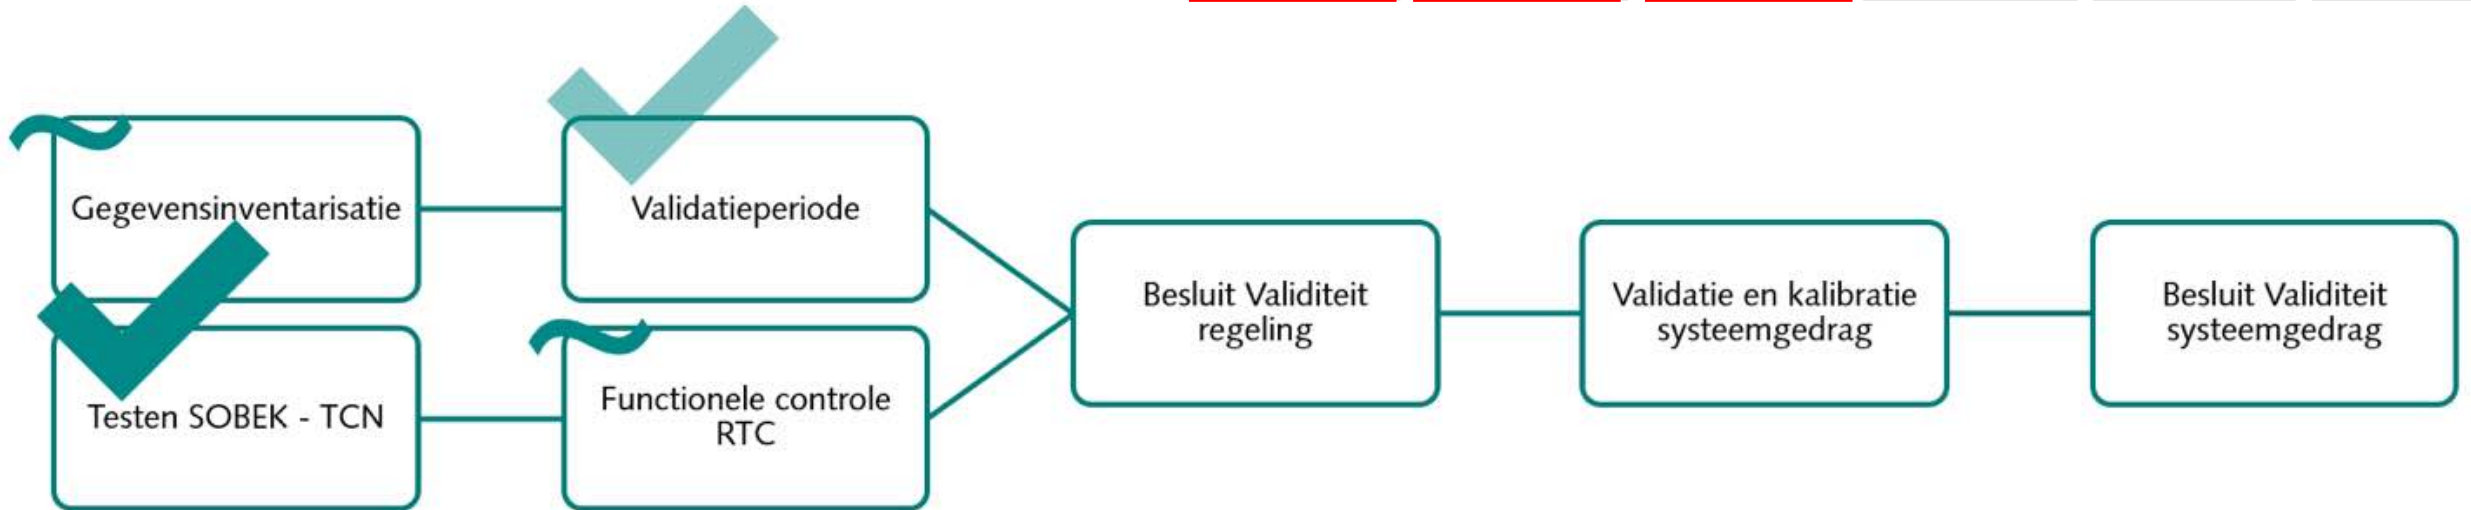 Gegevensinventarisatie
Validatieperiode
Testen SOBEK - TCN
Functionele controle
RTC
Besluit Validiteit
regeling
Validatie en kalibratie
systeemgedrag
Besluit Validiteit
systeemgedrag